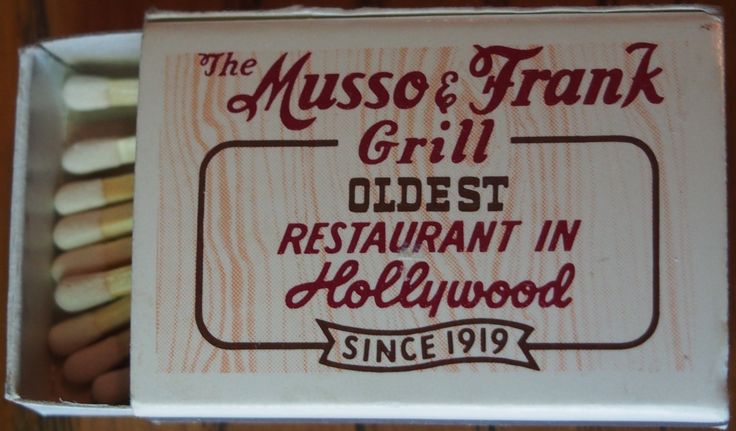 The Musso & Frank
Grill
OLDEST
RESTAURANT IN
Hollywood
SINCE 1919